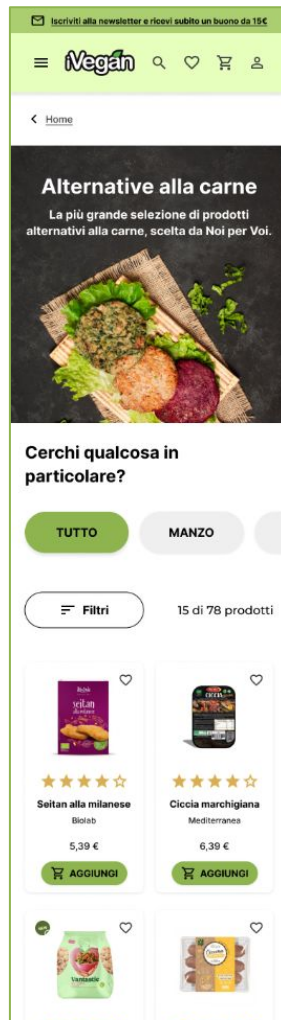 Iscriviti alla newsletter e ricevi subito un buono da 15€
iVegan
Home
Alternative alla carne
La più grande selezione di prodotti
alternativi alla carne, scelta da Noi per Voi.
Cerchi qualcosa in
particolare?
TUTTO
MANZO
Filtri
15 di 78 prodotti
seitan
CICCIA
Seitan alla milanese
Biolab
5,39 €
AGGIUNGI
Ciccia marchigiana
Mediterranea
6,39 €
AGGIUNGI